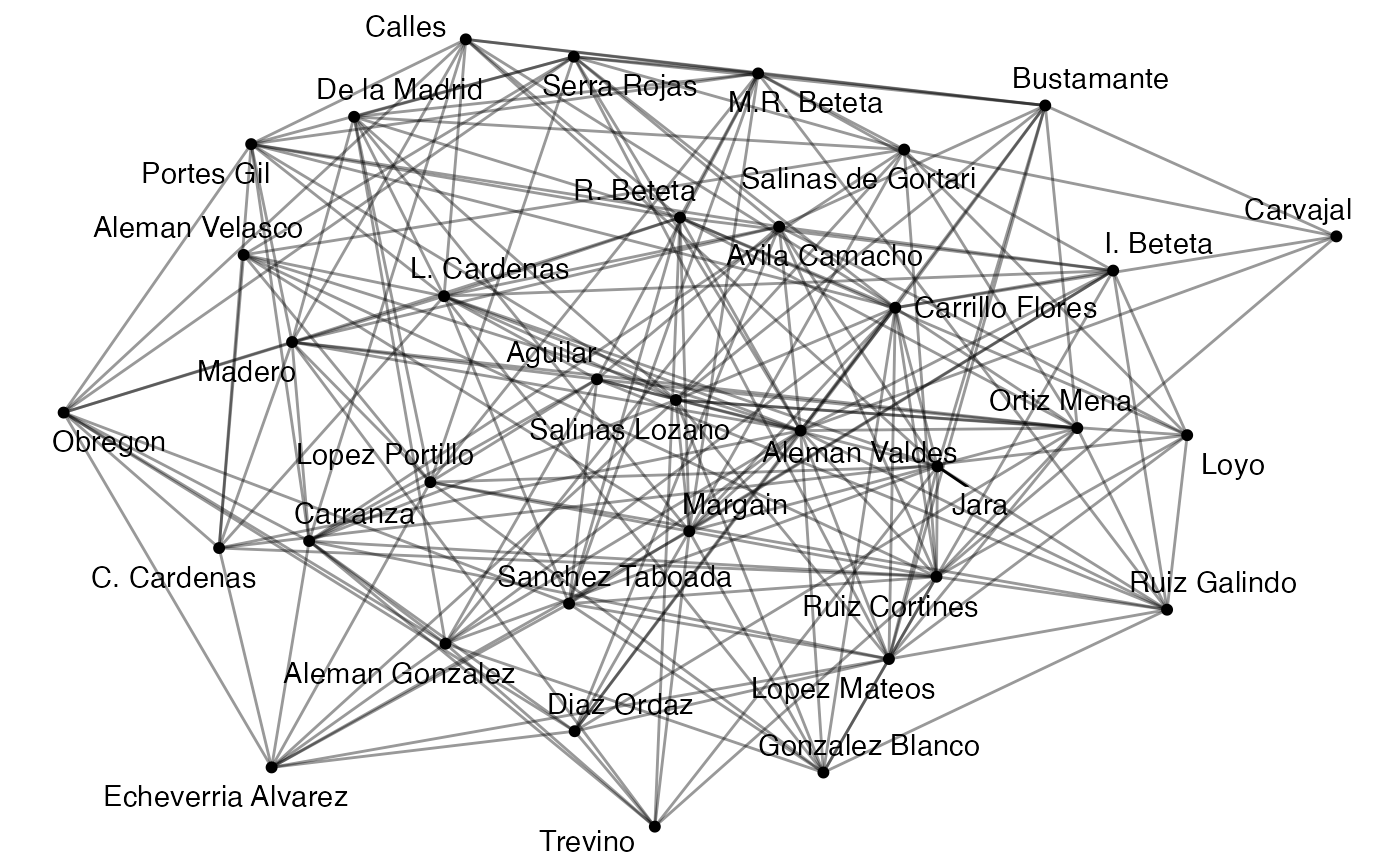 Calles
De la Madrid
Serra Rojas
M.R. Beteta
Bustamante
Portes Gil
R. Beteta
Salinas de Gortari
Carvajal
Aleman Velasco
L. Cardenas
Avila Camacho
I. Beteta
Carrillo Flores
Madero
Aguilar
Ortiz Mena
Obregon
Lopez Portillo
Salinas Lozano
Aleman Valdes
Loyo
Carranza
Margain
Jara
C. Cardenas
Sanchez Taboada
Ruiz Cortines
Ruiz Galindo
Aleman Gonzalez
Diaz Ordaz
Lopez Mateos
Gonzalez Blanco
Echeverria Alvarez
Trevino